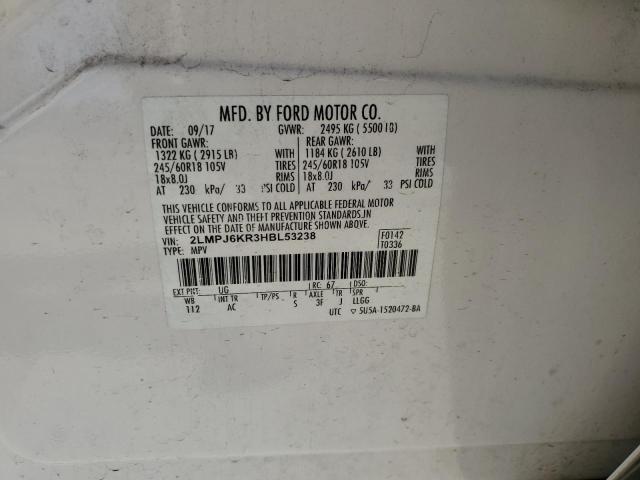 MFD. BY FORD MOTOR CO.
DATE: 09/17 GVWR: 2495 KG ( 5500 LB)
FRONT GAWR: REAR GAWR:
1322 KG ( 2915 LB) WITH 1184 KG ( 2610 LB) WITH
245/60R18 105V TIRES 245/60R18 105V TIRES
18x8.0J RIMS 18x8.0J RIMS
AT 230 kPa/ 33 PSI COLD AT 230 kPa/ 33 PSI COLD
THIS VEHICLE CONFORMS TO ALL APPLICABLE FEDERAL MOTOR
VEHICLE SAFETY AND THEFT PREVENTION STANDARDS IN
EFFECT ON THE DATE OF MANUFACTURE SHOWN ABOVE.
VIN: 2LMPJ6KR3HBL53238 F0142
TYPE: MPV T0336
EXT PNT: UG RC: 67 DSO:
WB INT TR TP/PS R AXLE TR SPR
112 AC S 3F J LLGG
UTC 5U5A-1520472-BA